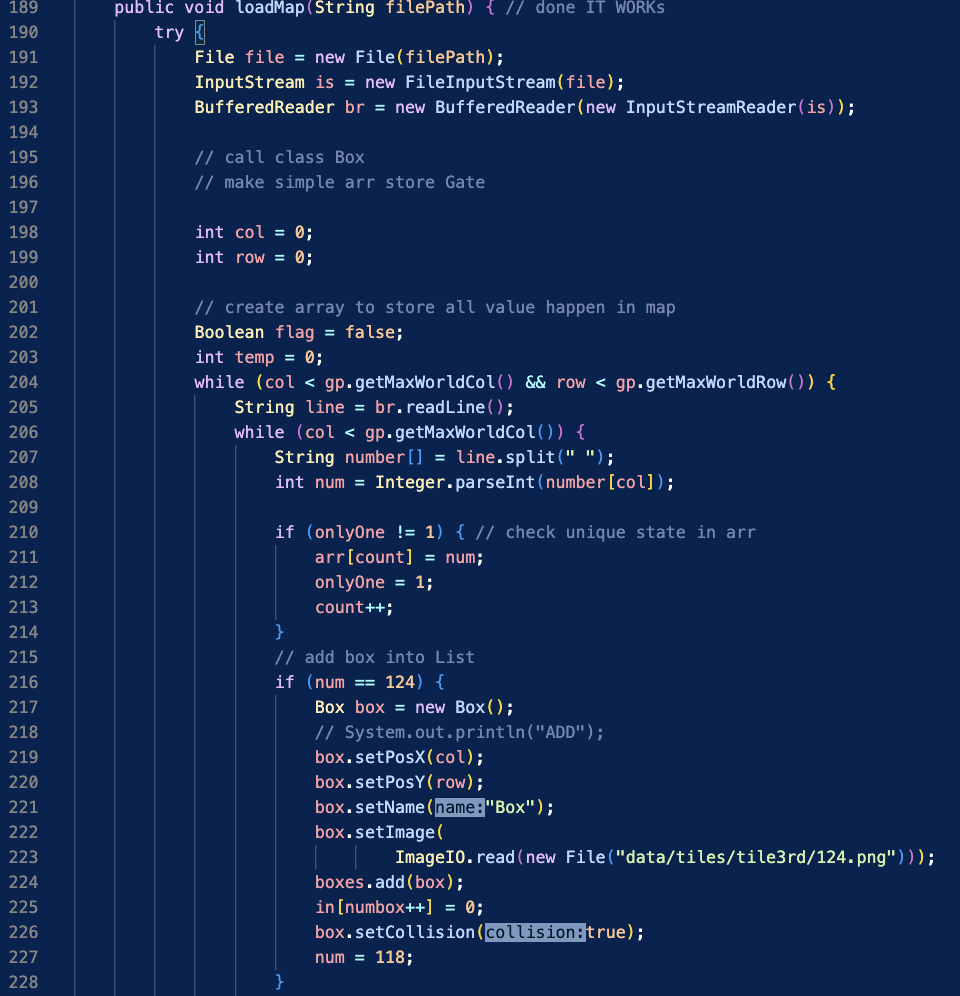 189 public void loadMap(String filePath) { // done IT WORKs
190 try {
191 File file = new File(filePath);
192 InputStream is = new FileInputStream(file);
193 BufferedReader br = new BufferedReader(new InputStreamReader(is));
194
195 // call class Box
196 // make simple arr store Gate
197
198 int col = 0;
199 int row = 0;
200
201 // create array to store all value happen in map
202 Boolean flag = false;
203 int temp = 0;
204 while (col < gp.getMaxWorldCol() && row < gp.getMaxWorldRow()) {
205 String line = br.readLine();
206 while (col < gp.getMaxWorldCol()) {
207 String number[] = line.split(" ");
208 int num = Integer.parseInt(number[col]);
209
210 if (onlyOne != 1) { // check unique state in arr
211 arr[count] = num;
212 onlyOne = 1;
213 count++;
214 }
215 // add box into List
216 if (num == 124) {
217 Box box = new Box();
218 // System.out.println("ADD");
219 box.setPosX(col);
220 box.setPosY(row);
221 box.setName(name:"Box");
222 box.setImage(
223 ImageIO.read(new File("data/tiles/tile3rd/124.png")));
224 boxes.add(box);
225 in[numbox++] = 0;
226 box.setCollision(collision:true);
227 num = 118;
228 }